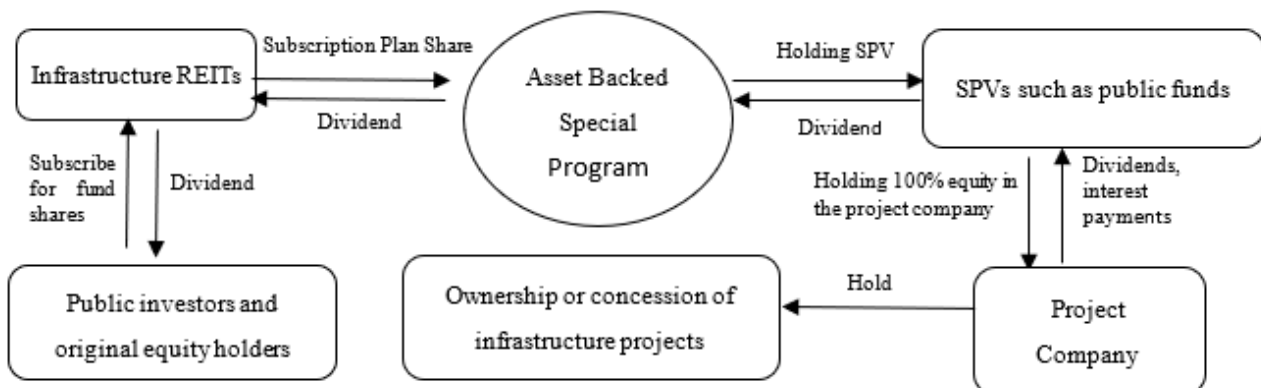 Infrastructure REITs
Subscription Plan Share
Dividend
Asset Backed
Special
Program
Holding SPV
Dividend
SPVs such as public funds
Subscribe
for fund
shares
Dividend
Holding 100% equity in
the project company
Dividends,
interest
payments
Public investors and
original equity holders
Ownership or concession of
infrastructure projects
Hold
Project
Company